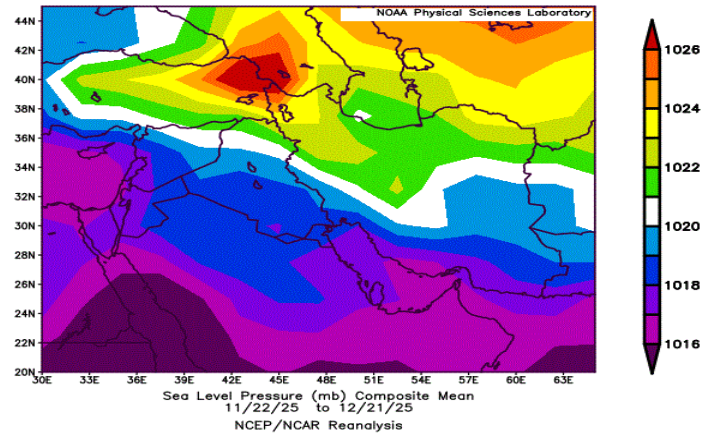 NOAA Physical Sciences Laboratory
44N
42N
40N
38N
36N
34N
32N
30N
28N
26N
24N
22N
20N
30E 33E 36E 39E 42E 45E 48E 51E 54E 57E 60E 63E
1026
1024
1022
1020
1018
1016
Sea Level Pressure (mb) Composite Mean
11/22/25 to 12/21/25
NCEP/NCAR Reanalysis